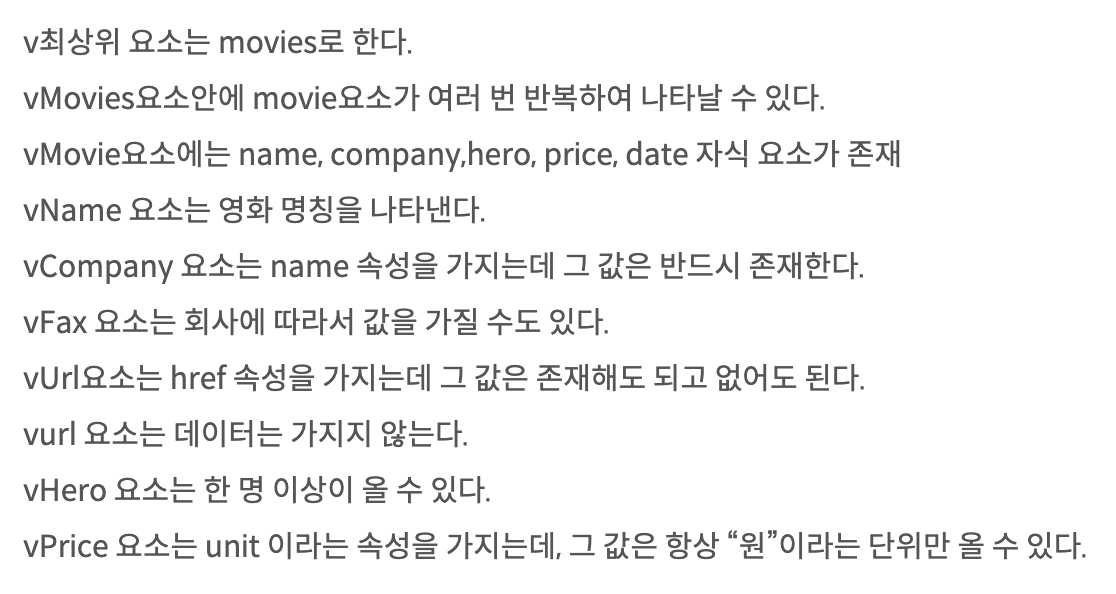 v최상위 요소는 movies로 한다.
vMovies요소안에 movie요소가 여러 번 반복하여 나타날 수 있다.
vMovie요소에는 name, company,hero, price, date 자식 요소가 존재
vName 요소는 영화 명칭을 나타낸다.
vCompany 요소는 name 속성을 가지는데 그 값은 반드시 존재한다.
vFax 요소는 회사에 따라서 값을 가질 수도 있다.
vUrl요소는 href 속성을 가지는데 그 값은 존재해도 되고 없어도 된다.
vurl 요소는 데이터는 가지지 않는다.
vHero 요소는 한 명 이상이 올 수 있다.
vPrice 요소는 unit 이라는 속성을 가지는데, 그 값은 항상 “원”이라는 단위만 올 수 있다.